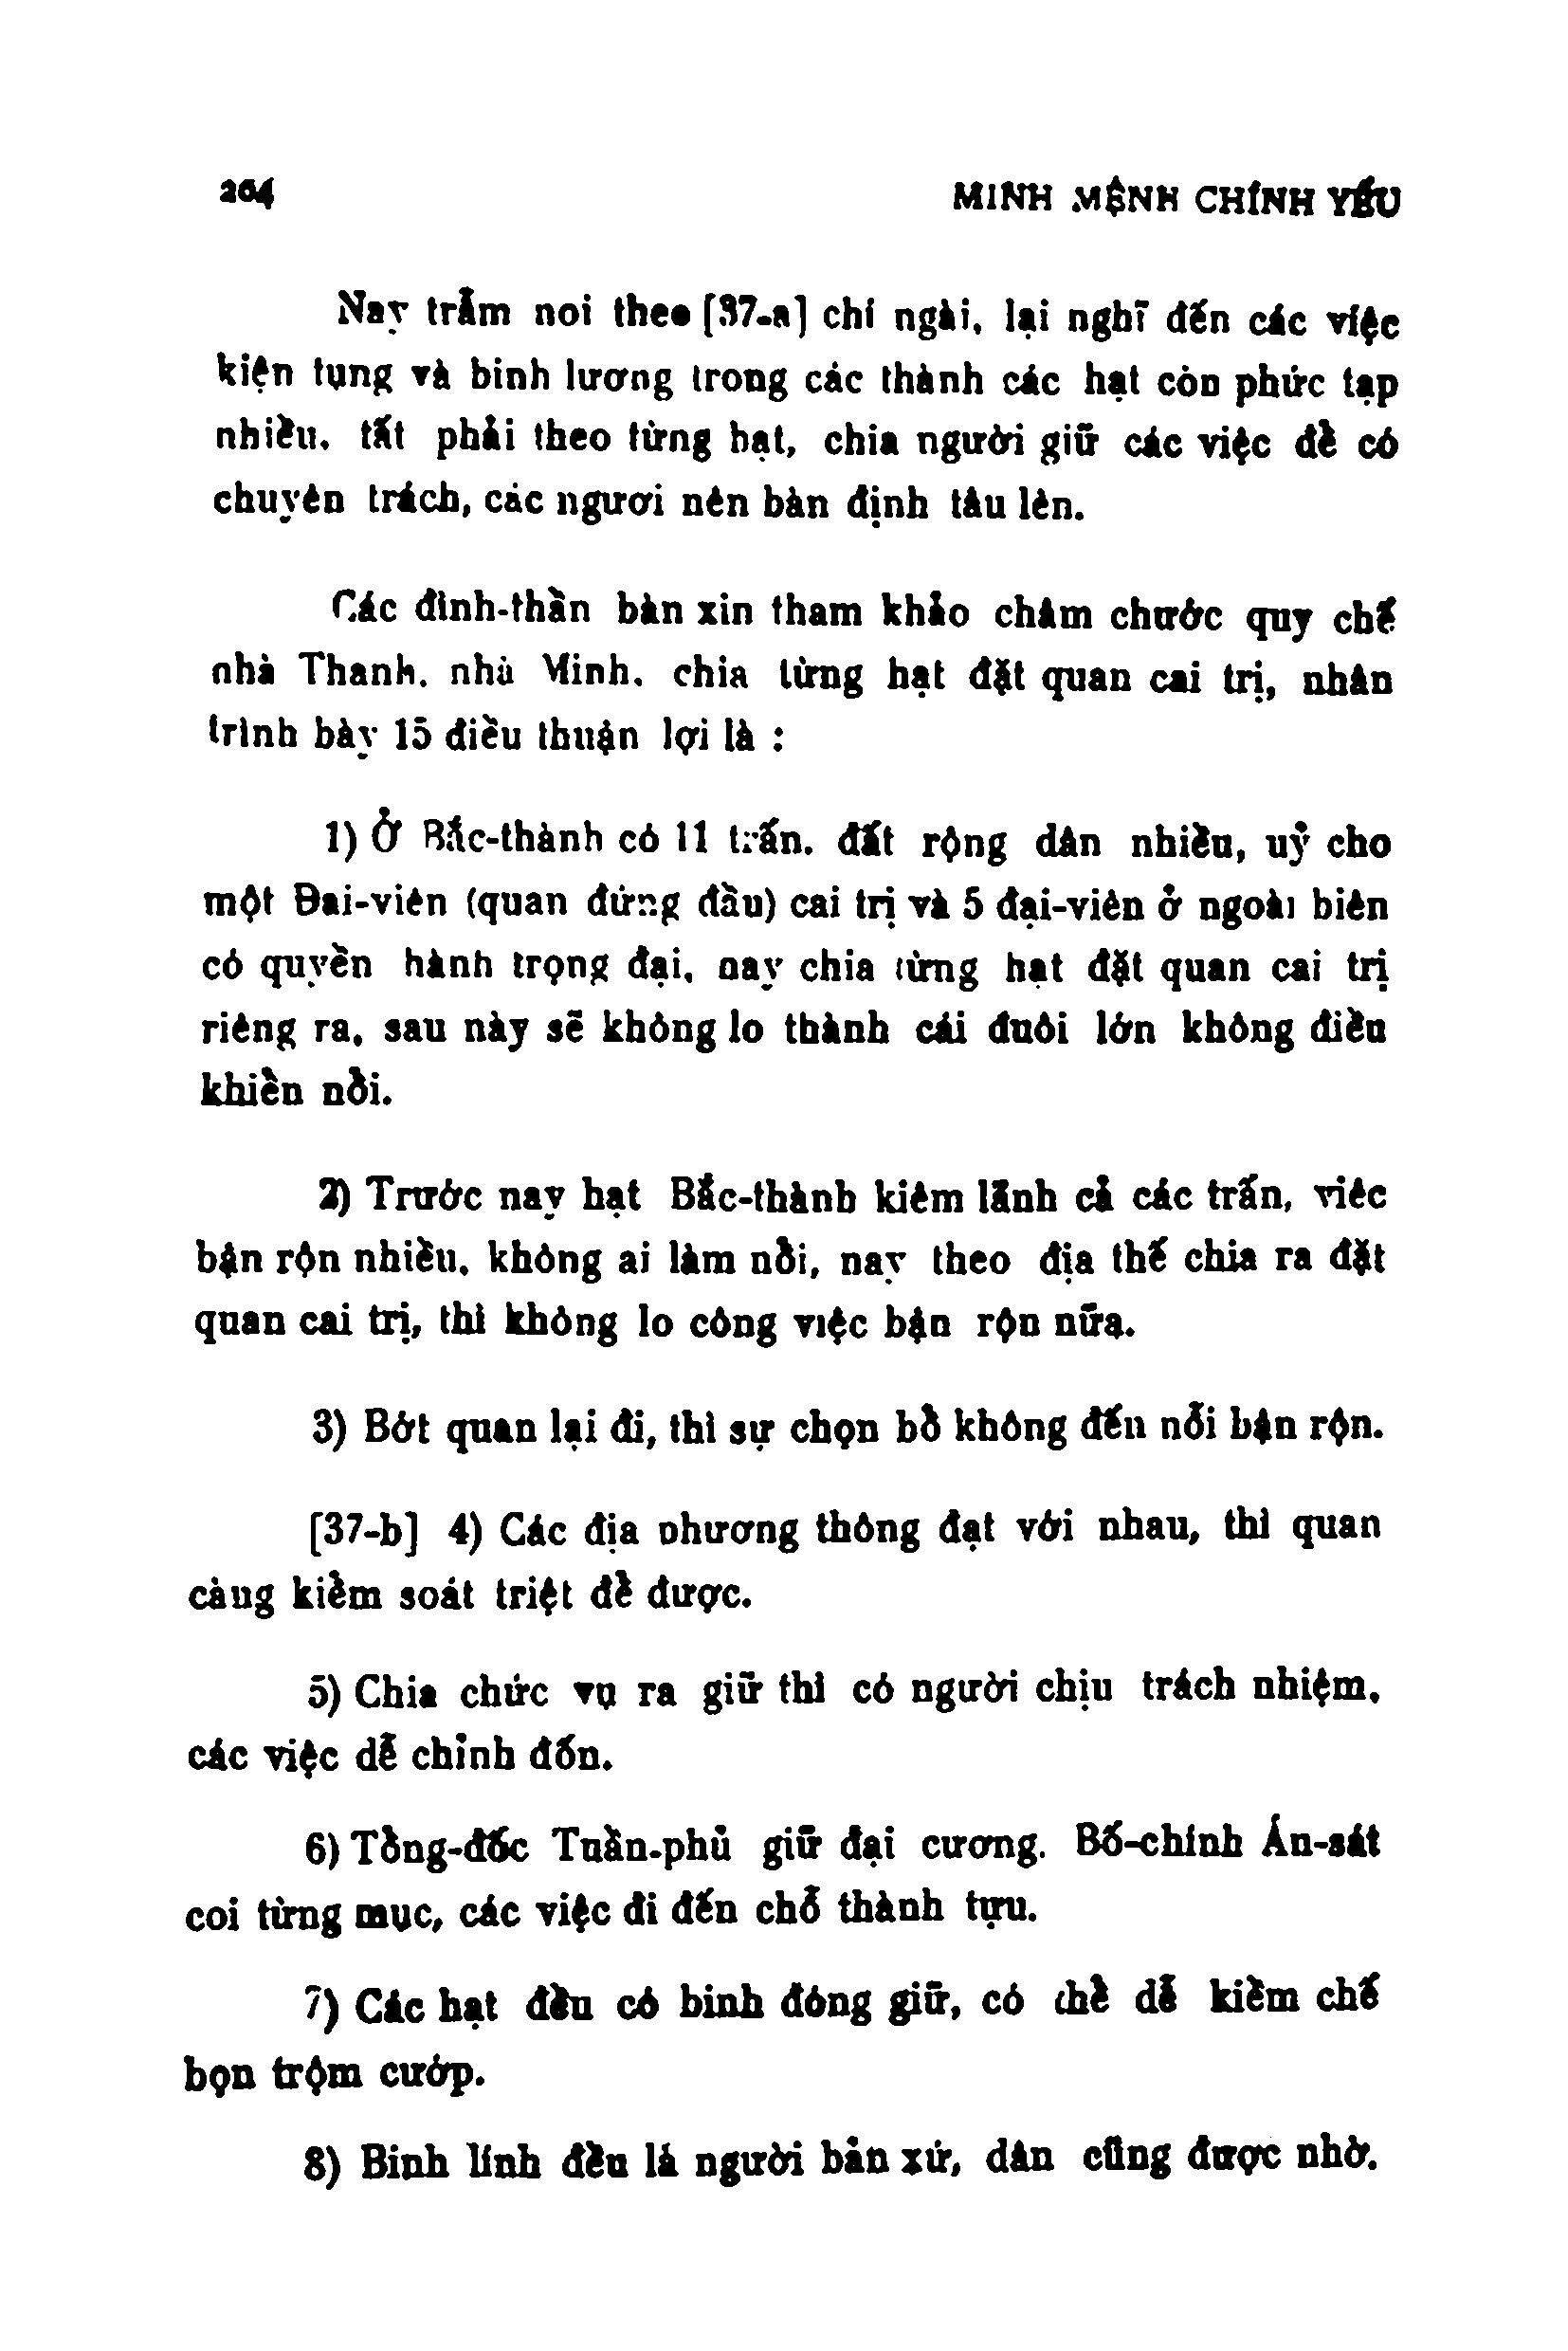 264
MINH MỆNH CHÍNH YẾU
Nay trẫm noi theo [37-a] chí ngài, lại nghĩ đến các việc
kiện tụng và binh lương trong các thành các hạt còn phức tạp
nhiều, tất phải theo từng hạt, chia người giữ các việc để có
chuyên trách, các ngươi nên bàn định tâu lên.
Các đình-thần bàn xin tham khảo châm chước quy chế
nhà Thanh, nhà Minh, chia từng hạt đặt quan cai trị, nhân
trình bày 15 điều thuận lợi là :
1) Ở Bắc-thành có 11 trấn, đất rộng dân nhiều, uỷ cho
một Đại-viên (quan đứng đầu) cai trị và 5 đại-viên ở ngoài biên
có quyền hành trọng đại, nay chia từng hạt đặt quan cai trị
riêng ra, sau này sẽ không lo thành cái đuôi lớn không điều
khiển nổi.
2) Trước nay hạt Bắc-thành kiêm lãnh cả các trấn, việc
bận rộn nhiều, không ai làm nổi, nay theo địa thế chia ra đặt
quan cai trị, thì không lo công việc bận rộn nữa.
3) Bớt quan lại đi, thì sự chọn bổ không đến nỗi bận rộn.
[37-b] 4) Các địa phương thông đạt với nhau, thì quan
càng kiểm soát triệt để được.
5) Chia chức vụ ra giữ thì có người chịu trách nhiệm,
các việc dễ chỉnh đốn.
6) Tổng-đốc Tuần-phủ giữ đại cương. Bố-chính Án-sát
coi từng mục, các việc đi đến chỗ thành tựu.
7) Các hạt đều có binh đóng giữ, có thể dễ kiềm chế
bọn trộm cướp.
8) Binh lính đều là người bản xứ, dân cũng được nhờ.